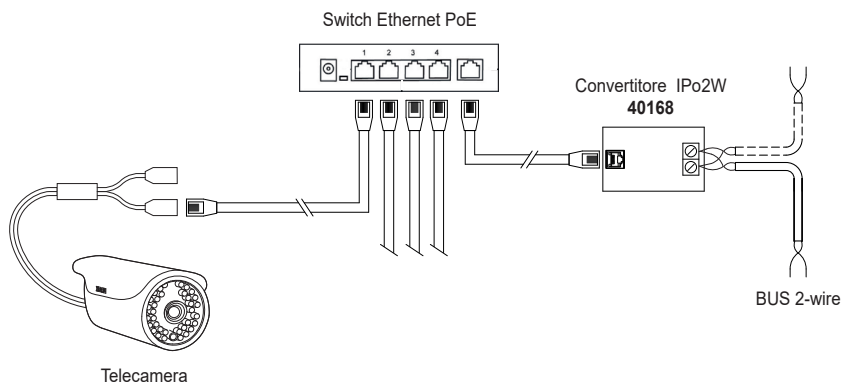 Switch Ethernet PoE
1 2 3 4
Convertitore IPo2W
40168
BUS 2-wire
Telecamera